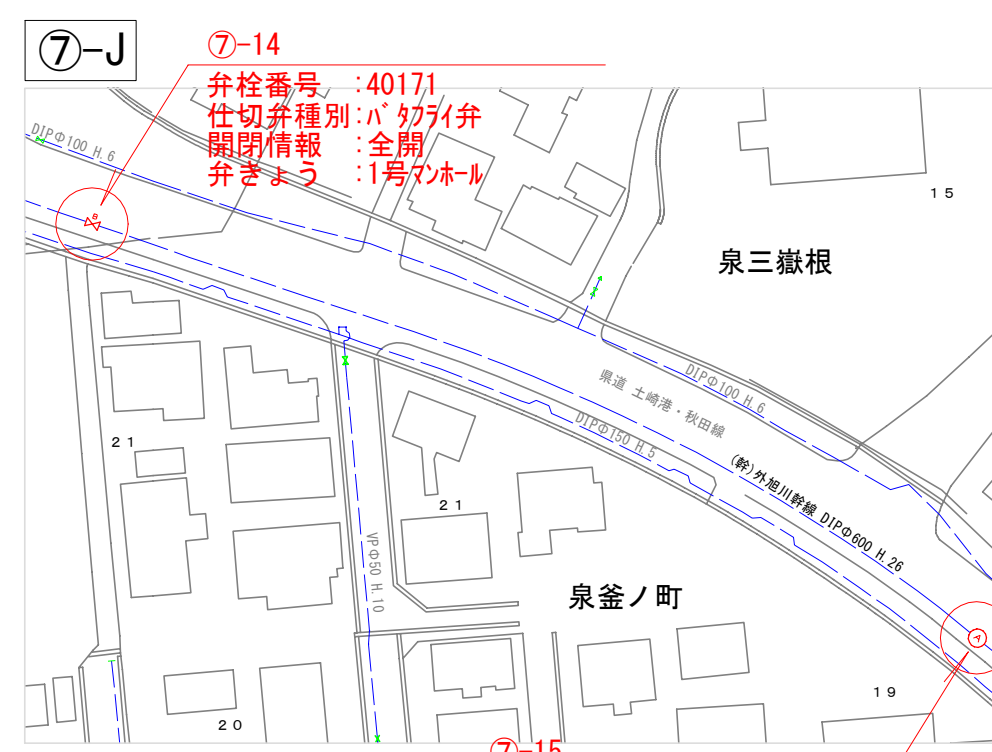 ⑦-J
⑦-14
弁栓番号 :40171
仕切弁種別:バタフライ弁
開閉情報 :全開
弁きょう :1号マンホール
DIPΦ100 H.6
B
15
泉三嶽根
DIPΦ100 H.6
県道 土崎港・秋田線
DIPΦ150 H.5
(幹)外旭川幹線 DIPΦ600 H.26
21
21
VPΦ50 H.10
泉釜ノ町
A
19
20
⑦-15